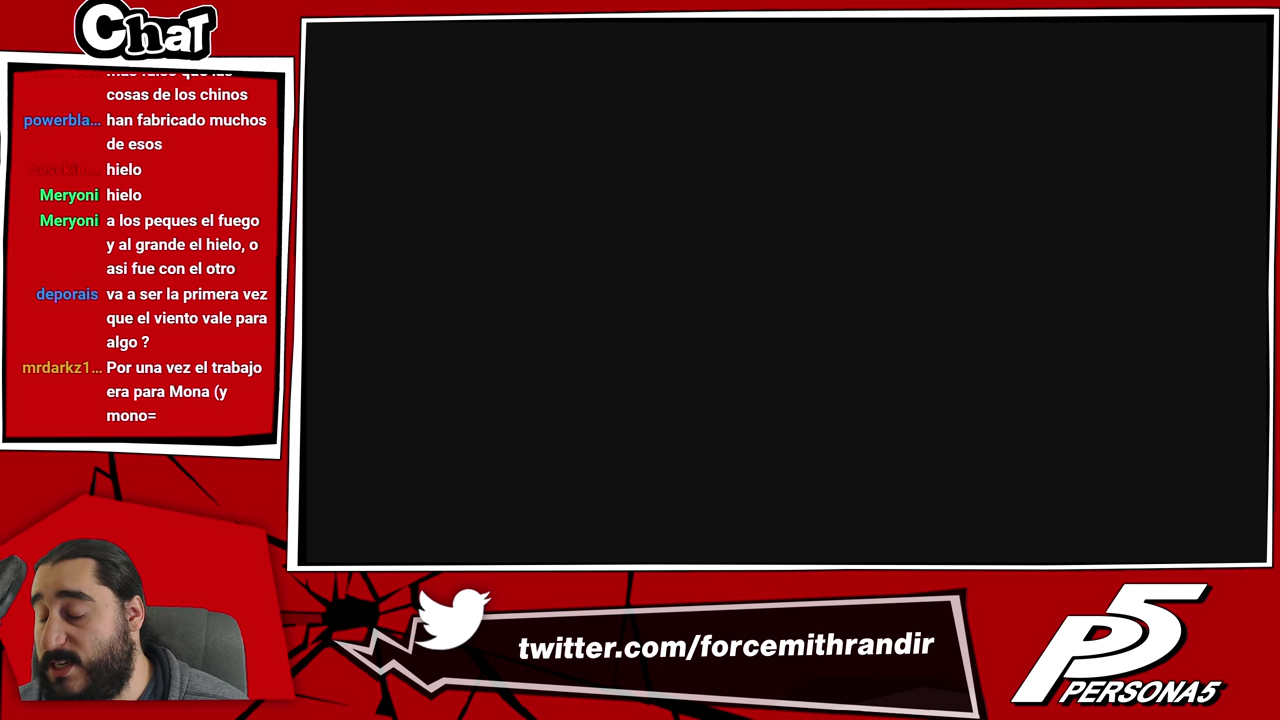 Chat
cosas de los chinos
powerbla... han fabricado muchos
de esos
hielo
Meryoni hielo
Meryoni a los peques el fuego
y al grande el hielo, o
asi fue con el otro
deporais va a ser la primera vez
que el viento vale para
algo ?
mrdarkz1... Por una vez el trabajo
era para Mona (y
mono=
twitter.com/forcemithrandir
P5
PERSONA5